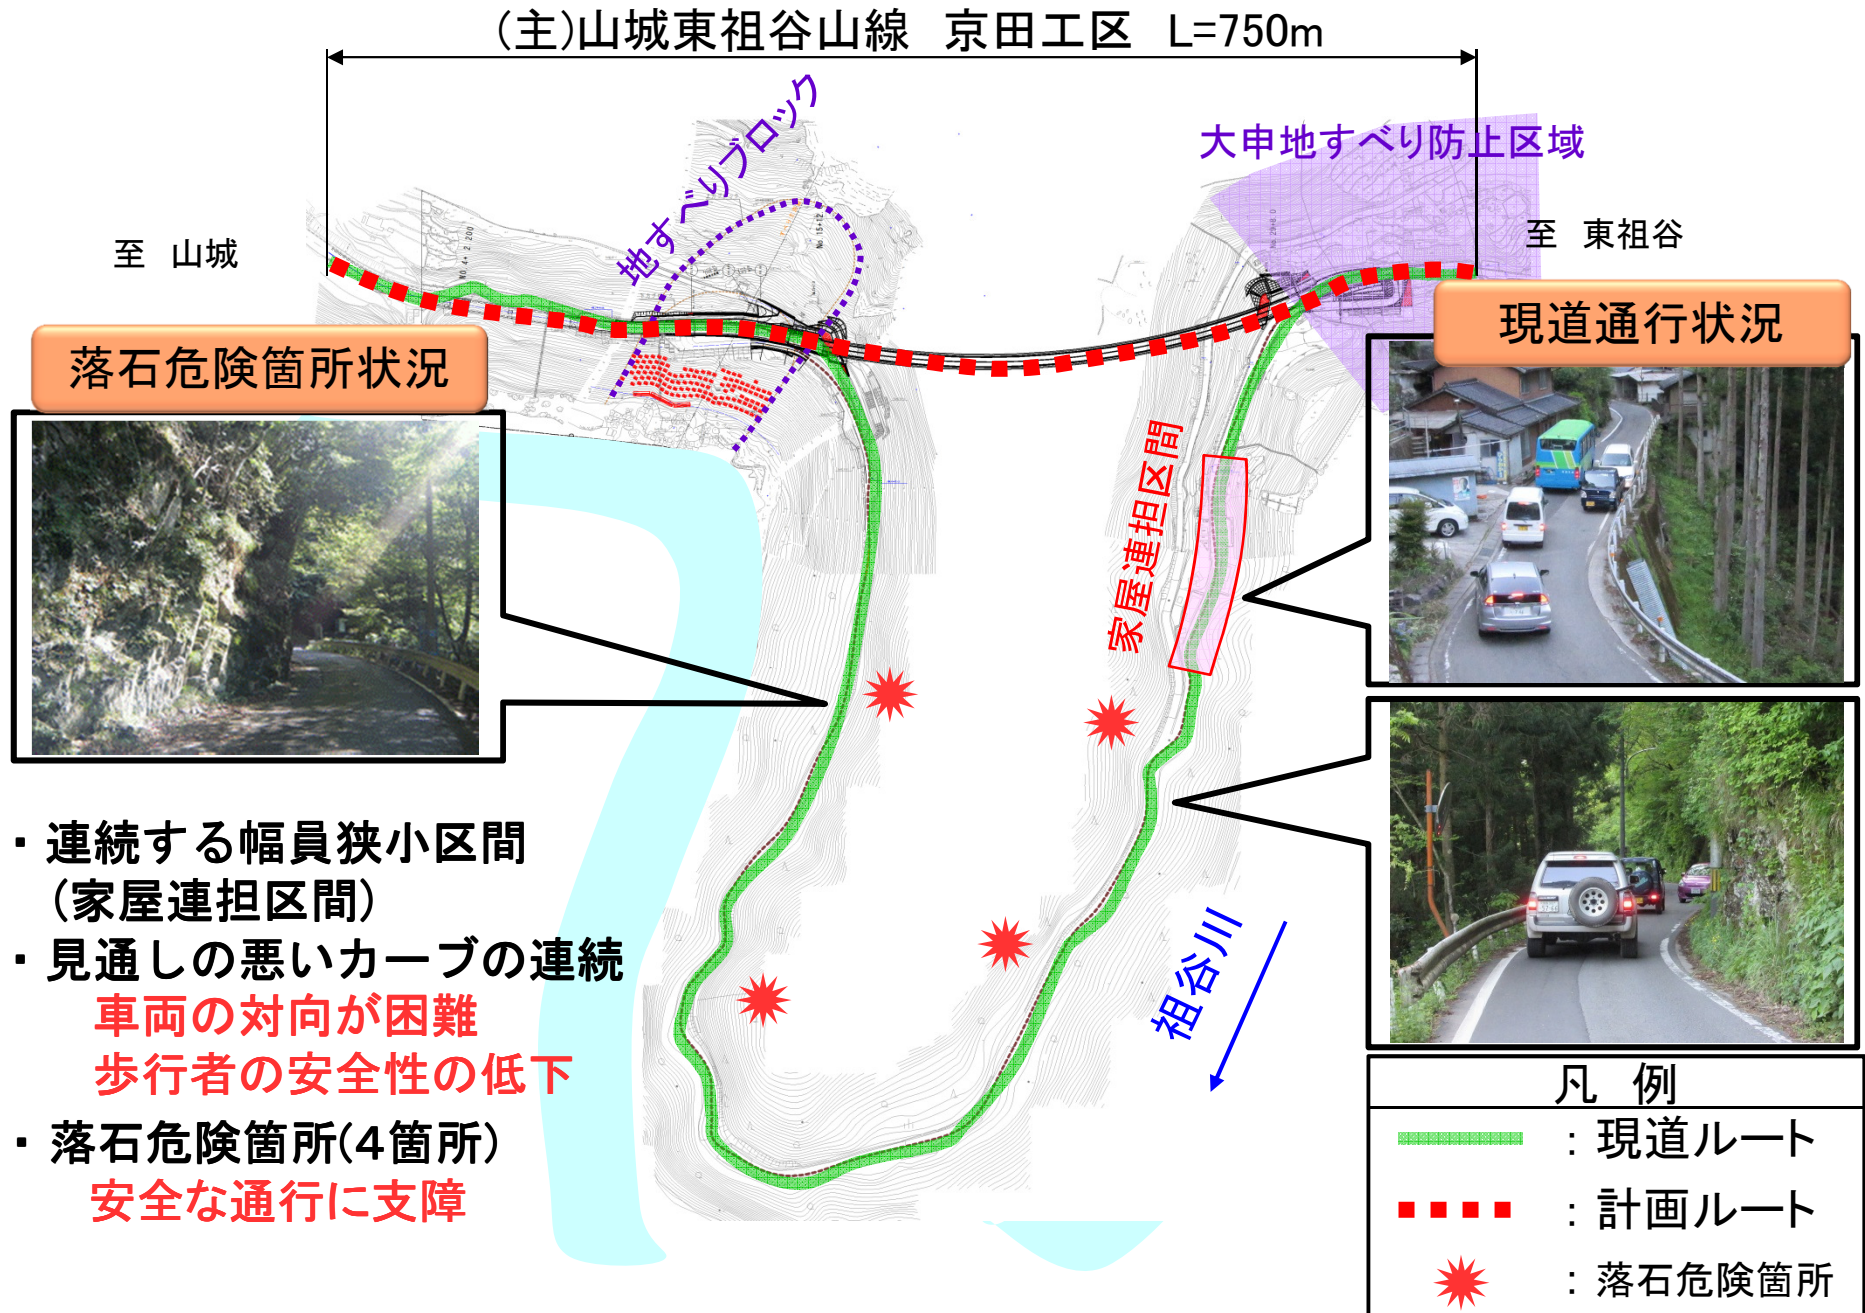 (主)山城東祖谷山線　京田工区　L=750m
地すべりブロック
大申地すべり防止区域
至　山城
至　東祖谷
落石危険箇所状況
現道通行状況
家屋連担区間
祖谷川
・連続する幅員狭小区間
(家屋連担区間)
・見通しの悪いカーブの連続
車両の対向が困難
歩行者の安全性の低下
・落石危険箇所(4箇所)
安全な通行に支障
凡　例
：現道ルート
：計画ルート
：落石危険箇所